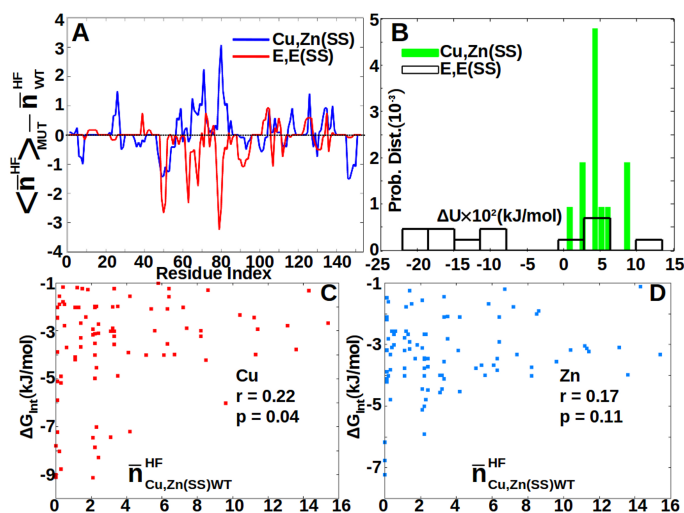 A
Cu,Zn(SS)
E,E(SS)
< n̅ᴴᶠ >MUT − n̅ᴴᶠWT
4
3
2
1
0
-1
-2
-3
-4
0 20 40 60 80 100 120 140
Residue Index
B
Cu,Zn(SS)
E,E(SS)
Prob. Dist.(10⁻³)
5
4
2
1
0
ΔU×10²(kJ/mol)
-25 -20 -15 -10 -5 0 5 10 15
C
Cu
r = 0.22
p = 0.04
ΔG_Int(kJ/mol)
-1
-3
-5
-7
-9
n̅ᴴᶠCu,Zn(SS)WT
0 2 4 6 8 10 12 14 16
D
Zn
r = 0.17
p = 0.11
ΔG_Int(kJ/mol)
-1
-3
-5
-7
n̅ᴴᶠCu,Zn(SS)WT
0 2 4 6 8 10 12 14 16